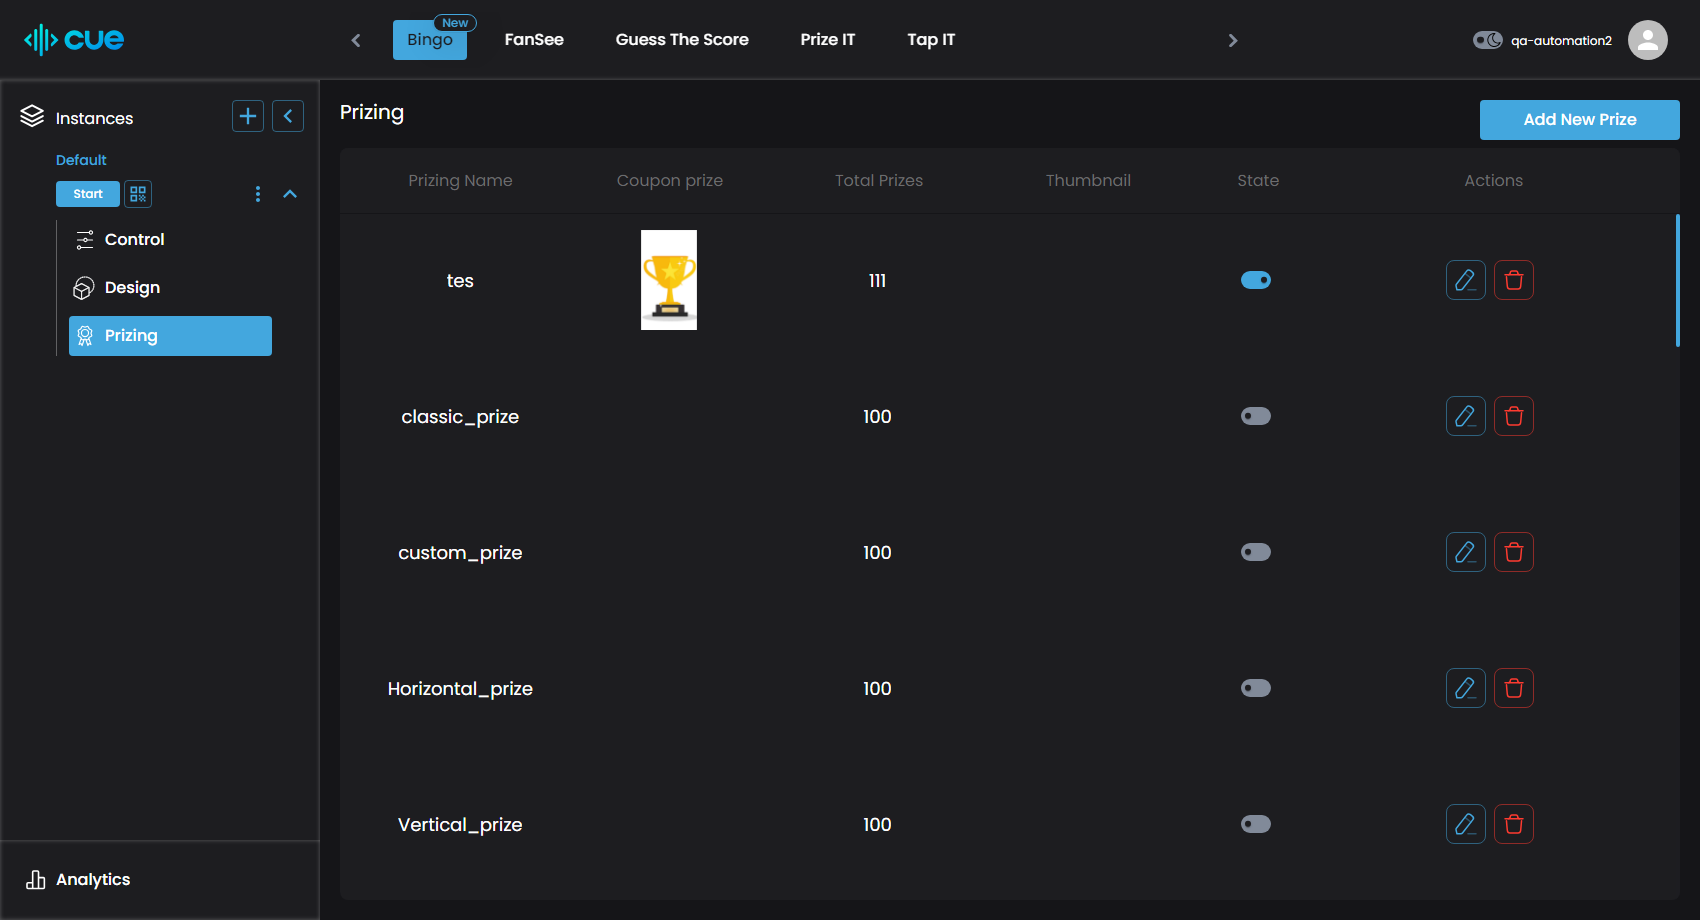 cue
New
Bingo
FanSee
Guess The Score
Prize IT
Tap IT
qa-automation2
Instances
Default
Start
Control
Design
Prizing
Analytics
Prizing
Add New Prize
Prizing Name
Coupon prize
Total Prizes
Thumbnail
State
Actions
tes
111
classic_prize
100
custom_prize
100
Horizontal_prize
100
Vertical_prize
100